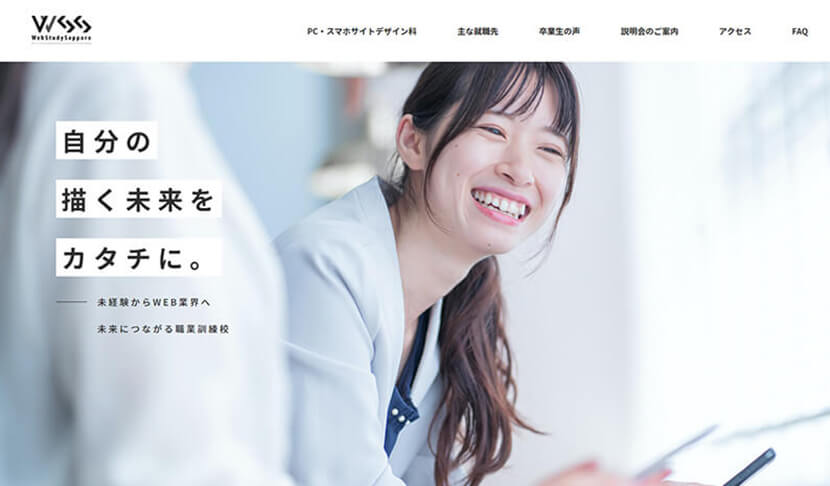 WSS
WebStudySapporo
PC・スマホサイトデザイン科
主な就職先
卒業生の声
説明会のご案内
アクセス
FAQ
自分の
描く未来を
カタチに。
未経験からWEB業界へ
未来につながる職業訓練校